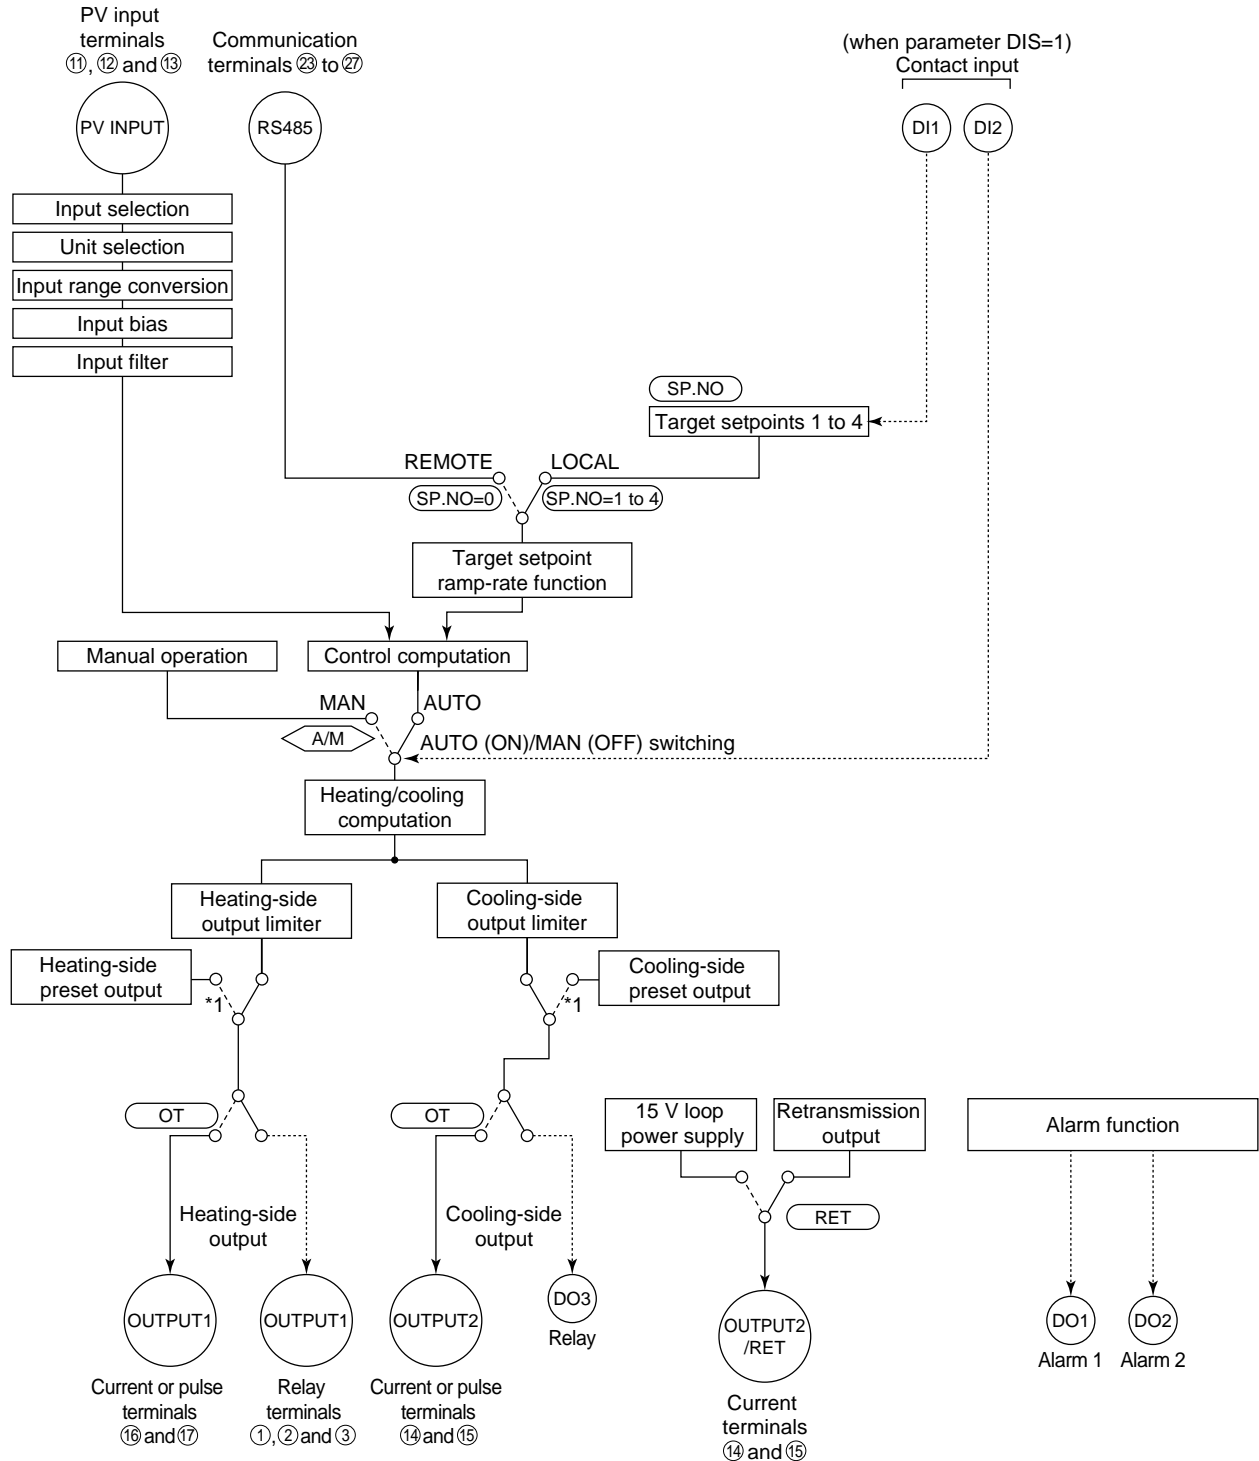 PV input
terminals
⑪, ⑫ and ⑬
Communication
terminals ㉓ to ㉗
(when parameter DIS=1)
Contact input
PV INPUT
RS485
DI1
DI2
Input selection
Unit selection
Input range conversion
Input bias
Input filter
SP.NO
Target setpoints 1 to 4
REMOTE
LOCAL
SP.NO=0
SP.NO=1 to 4
Target setpoint
ramp-rate function
Manual operation
Control computation
MAN
AUTO
A/M
AUTO (ON)/MAN (OFF) switching
Heating/cooling
computation
Heating-side
output limiter
Cooling-side
output limiter
Heating-side
preset output
*1
*1
Cooling-side
preset output
OT
OT
15 V loop
power supply
Retransmission
output
Alarm function
Heating-side
output
Cooling-side
output
RET
OUTPUT1
OUTPUT1
OUTPUT2
DO3
Relay
OUTPUT2
/RET
DO1
DO2
Alarm 1
Alarm 2
Current or pulse
terminals
⑯ and ⑰
Relay
terminals
①, ② and ③
Current or pulse
terminals
⑭ and ⑮
Current
terminals
⑭ and ⑮